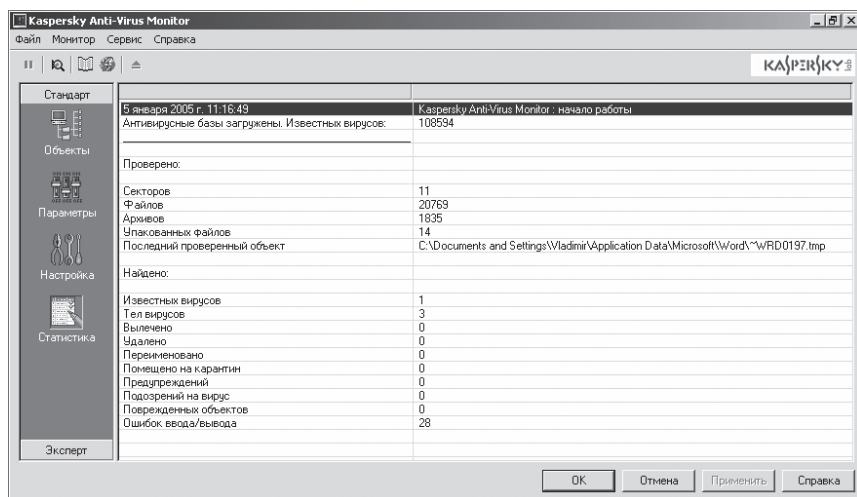 Kaspersky Anti-Virus Monitor
Файл Монитор Сервис Справка
KASPERSKY lab
Стандарт
Объекты
Параметры
Настройка
Статистика
Эксперт
5 января 2005 г. 11:16:49 Kaspersky Anti-Virus Monitor : начало работы
Антивирусные базы загружены. Известных вирусов: 108594
Проверено:
Секторов 11
Файлов 20769
Архивов 1835
Упакованных файлов 14
Последний проверенный объект C:\Documents and Settings\Vladimir\Application Data\Microsoft\Word\~WRD0197.tmp
Найдено:
Известных вирусов 1
Тел вирусов 3
Вылечено 0
Удалено 0
Переименовано 0
Помещено на карантин 0
Предупреждений 0
Подозрений на вирус 0
Поврежденных объектов 0
Ошибок ввода/вывода 28
OK Отмена Применить Справка